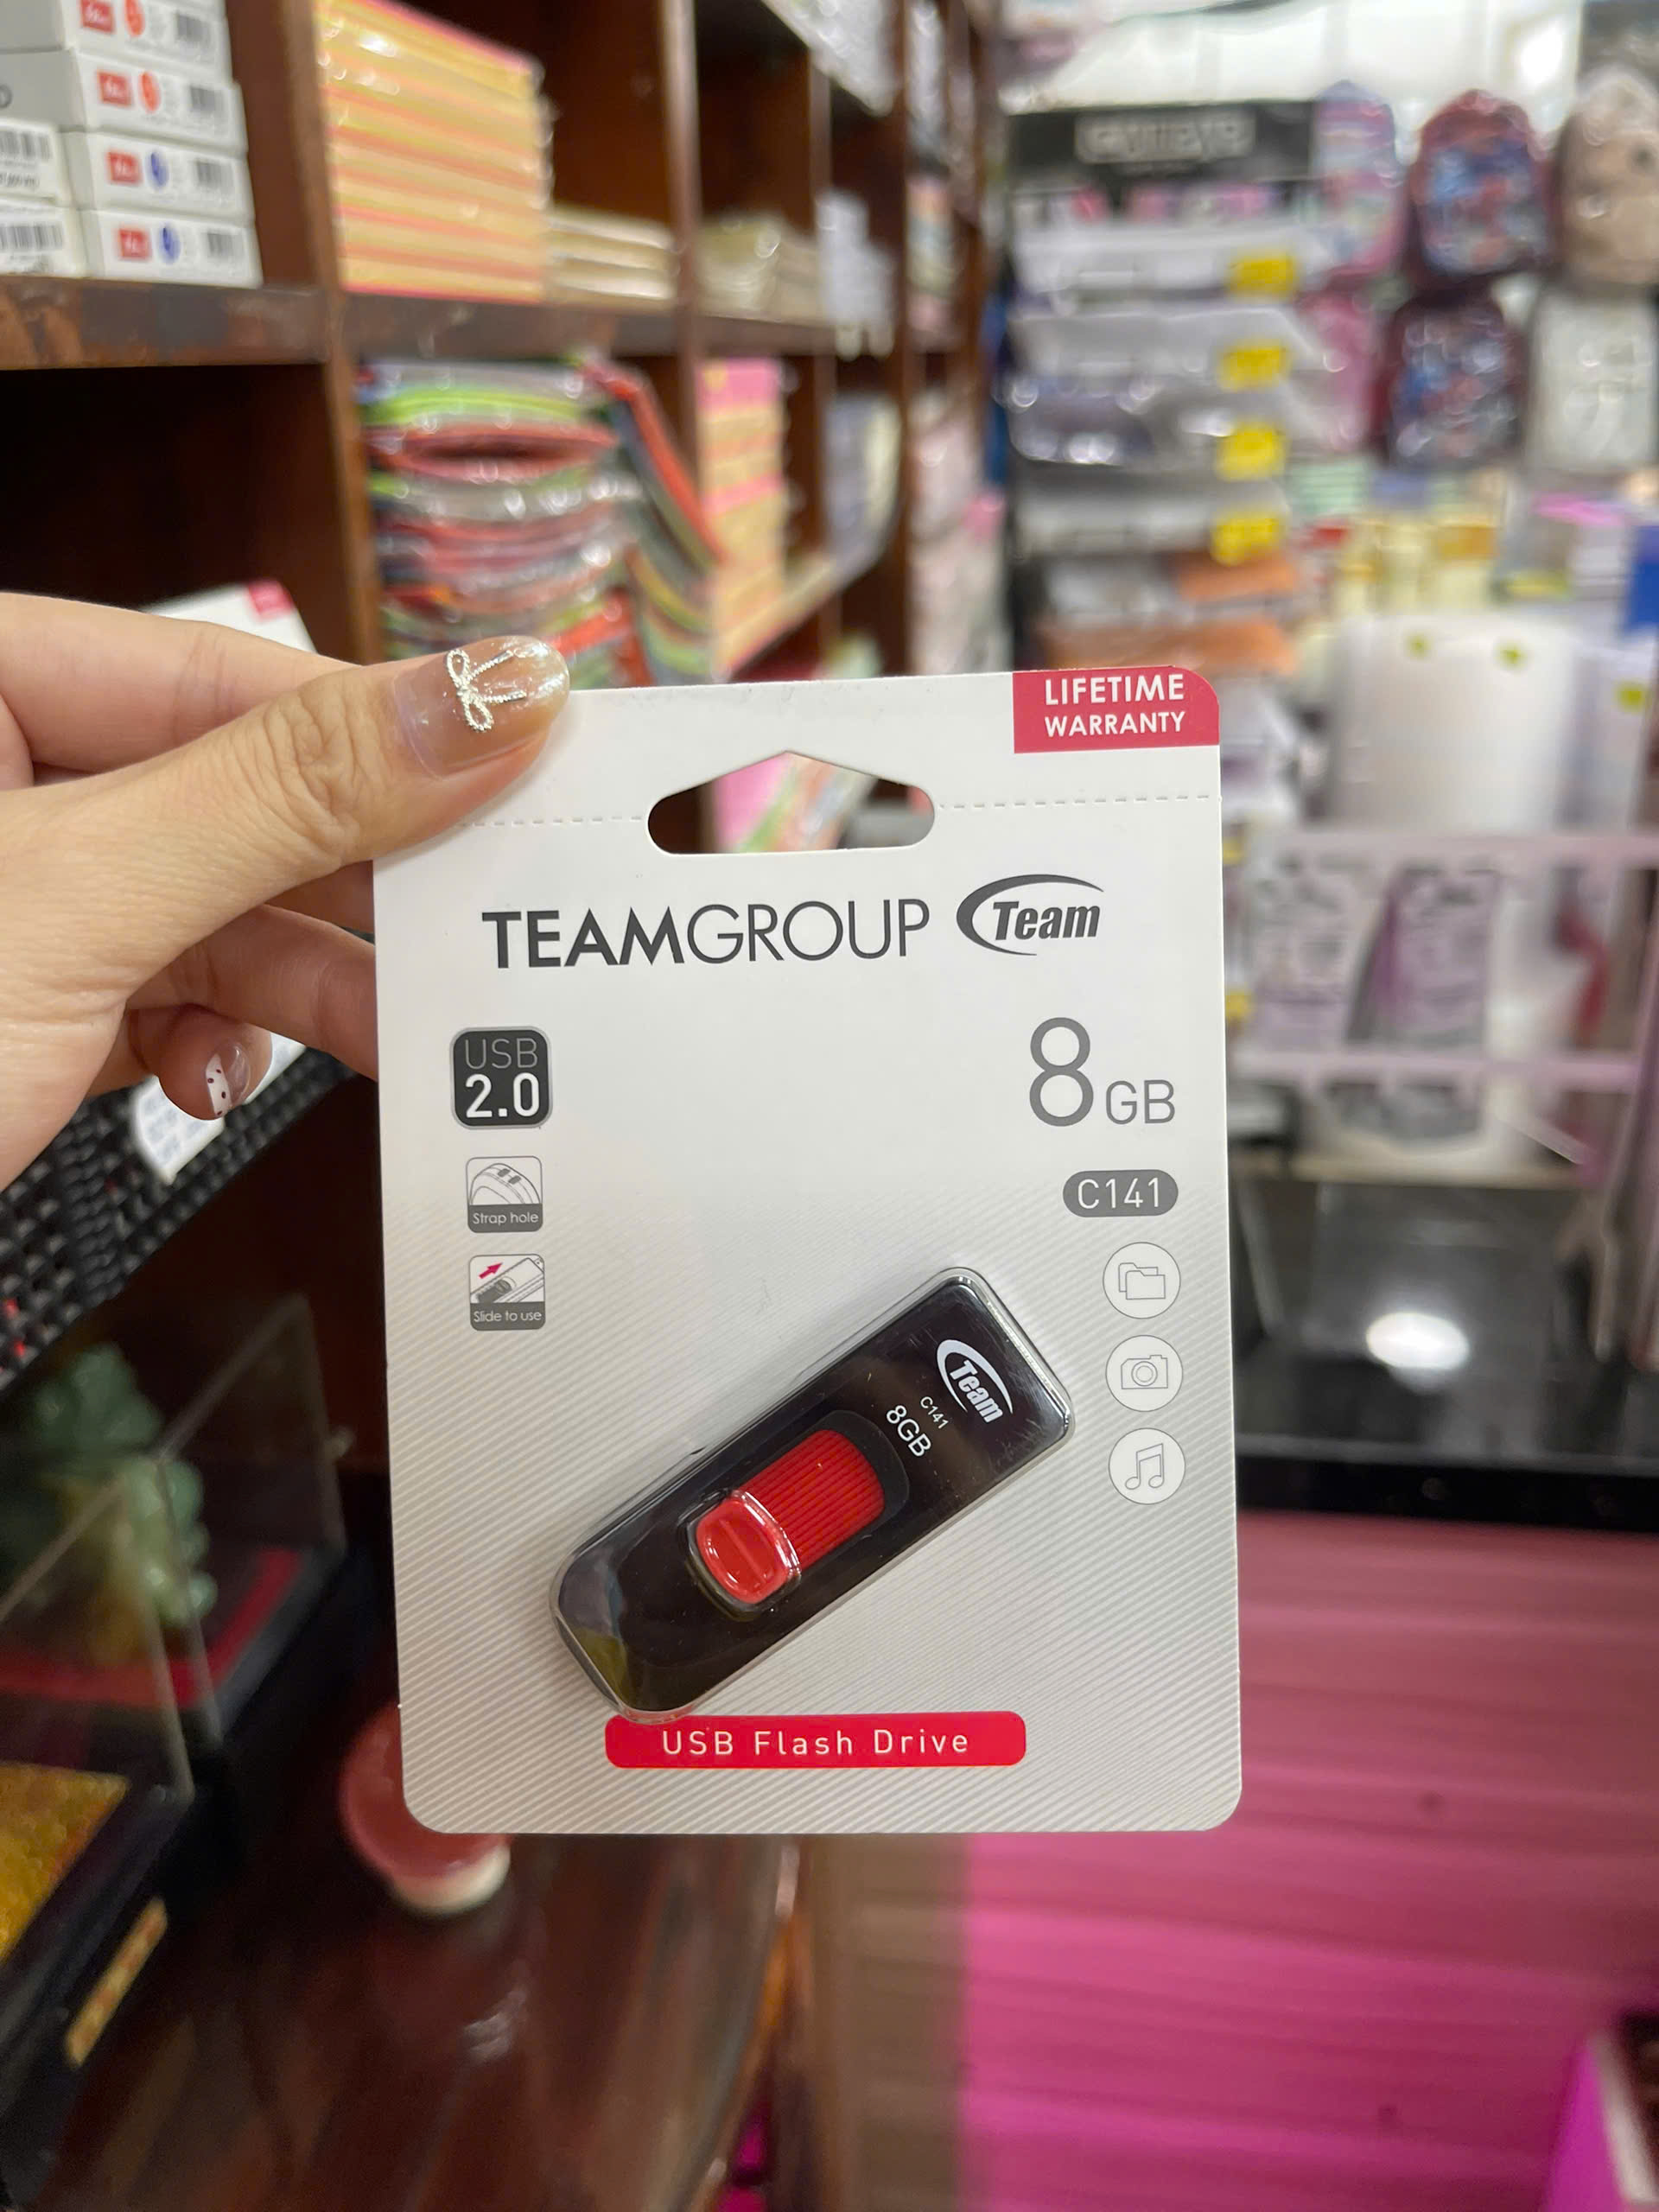 LIFETIME
WARRANTY
TEAMGROUP Team
USB
2.0
8GB
Strap hole
C141
Slide to use
Team
C141
8GB
USB Flash Drive